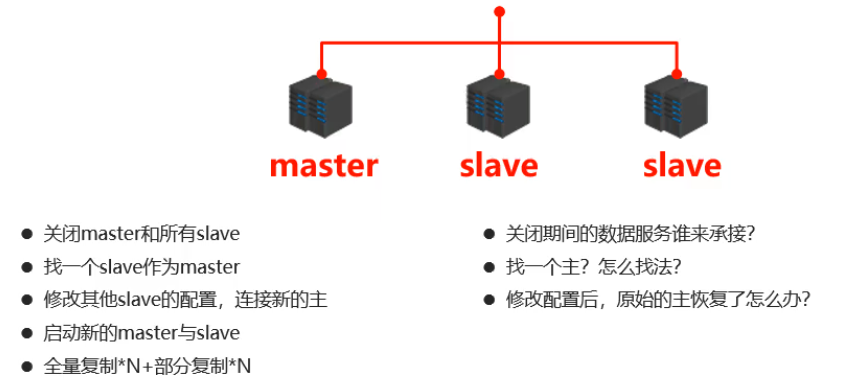 master slave slave
● 关闭master和所有slave
● 找一个slave作为master
● 修改其他slave的配置，连接新的主
● 启动新的master与slave
● 全量复制*N+部分复制*N
● 关闭期间的数据服务谁来承接？
● 找一个主？怎么找法？
● 修改配置后，原始的主恢复了怎么办？